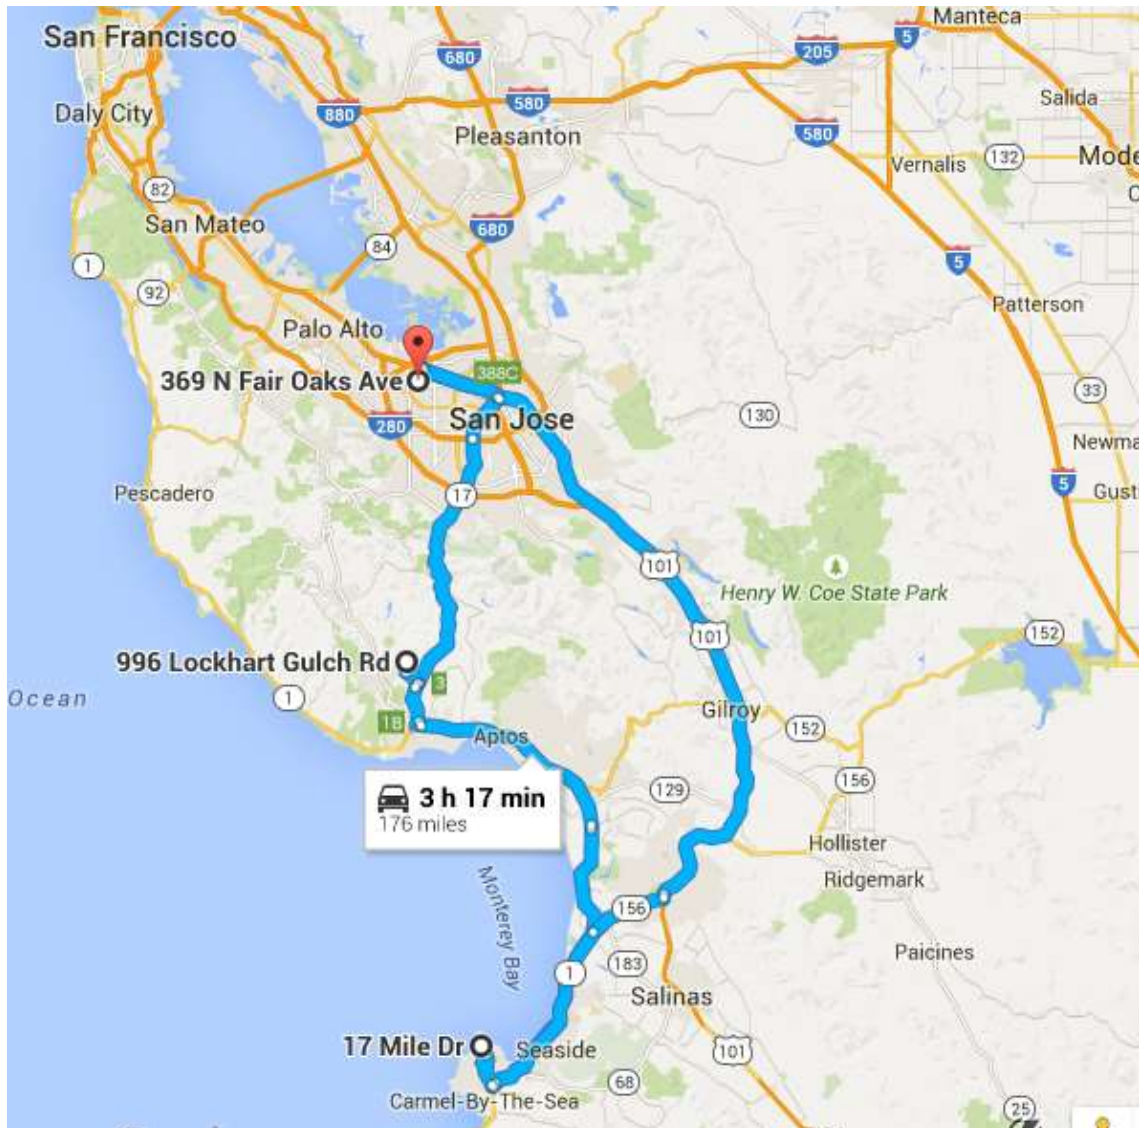 Manteca
San Francisco
5
205
680
580
Salida
880
Daly City
Pleasanton
580
Vernalis
132
Mode
82
San Mateo
680
84
1
5
92
Patterson
Palo Alto
388C
369 N Fair Oaks Ave
33
280
San Jose
130
Newma
5
Pescadero
17
Gusti
101
Henry W. Coe State Park
101
152
996 Lockhart Gulch Rd
3
Ocean
1
Gilroy
1B
152
Aptos
156
3 h 17 min
129
176 miles
Hollister
Ridgemark
Monterey Bay
156
Paicines
183
1
Salinas
17 Mile Dr
Seaside
101
68
Carmel-By-The-Sea
25